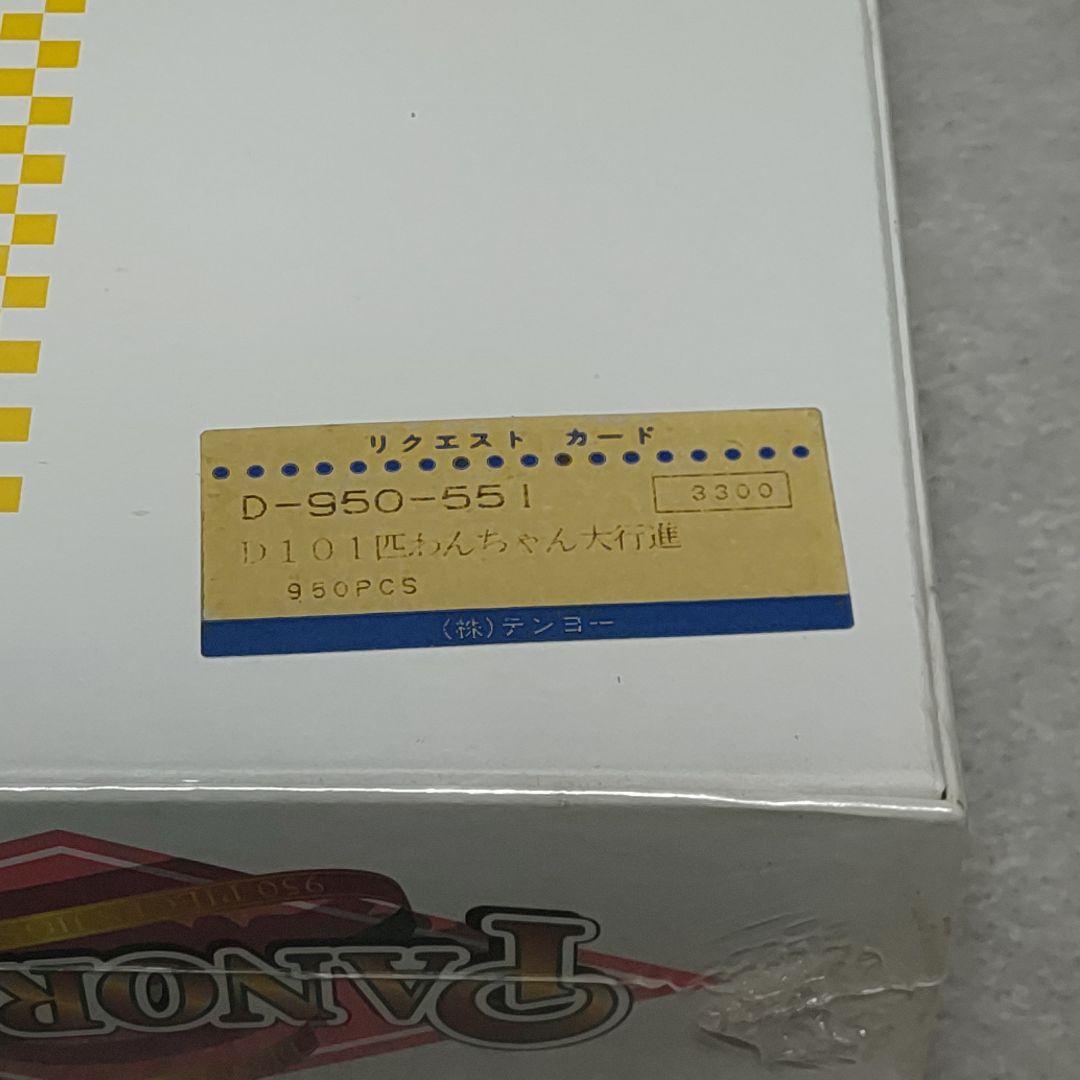 リクエスト カード
D-950-551
3300
D101匹わんちゃん大行進
950PCS
(株)テンヨー
PANOR